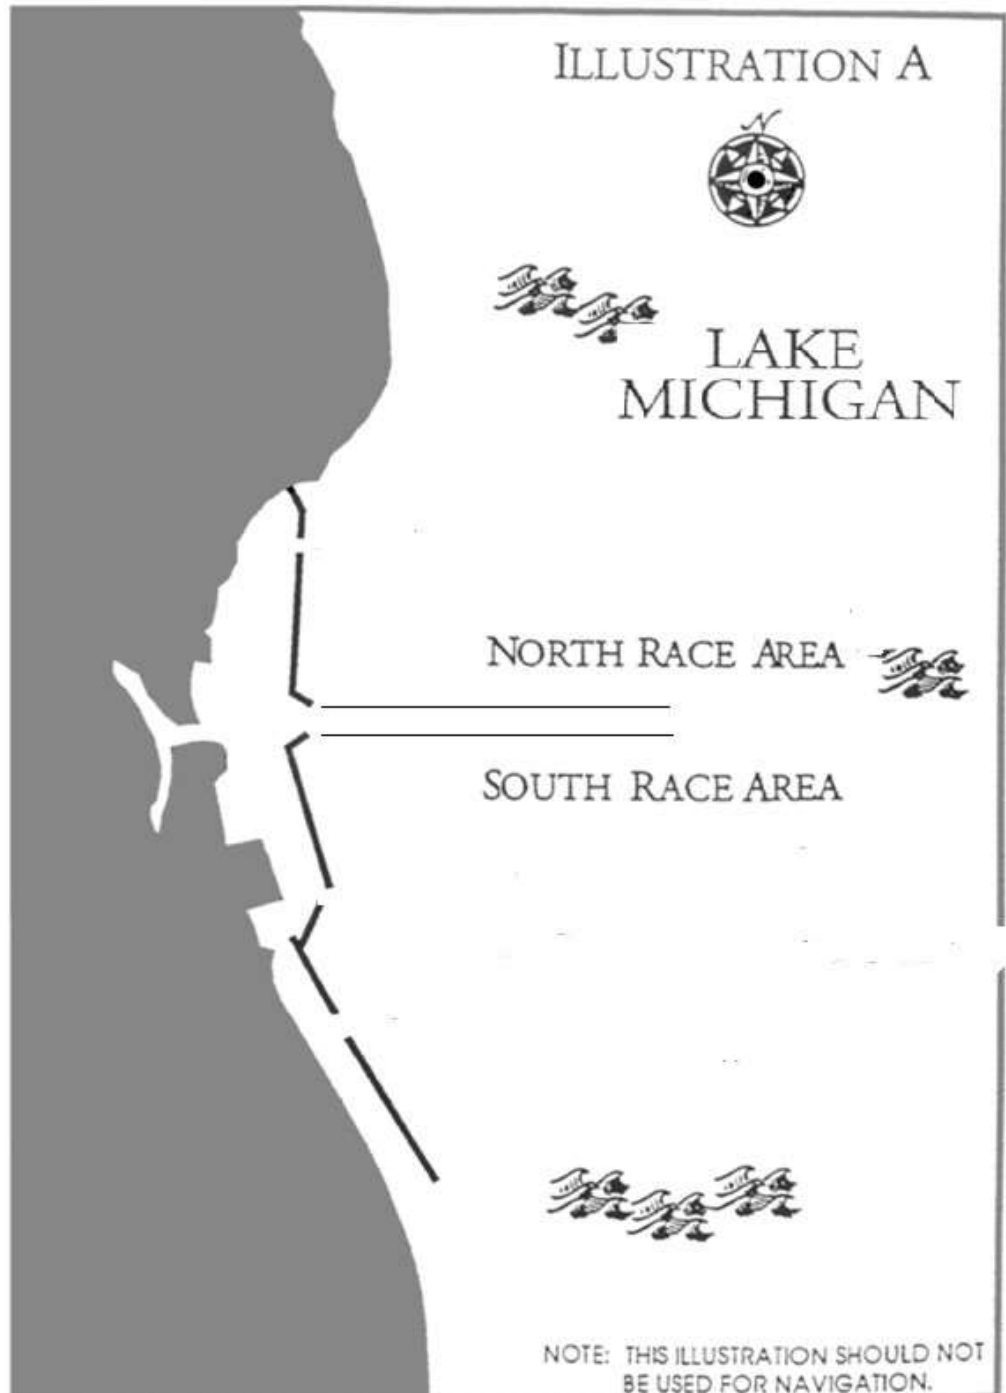 ILLUSTRATION A
N
LAKE
MICHIGAN
NORTH RACE AREA
SOUTH RACE AREA
NOTE: THIS ILLUSTRATION SHOULD NOT
BE USED FOR NAVIGATION.